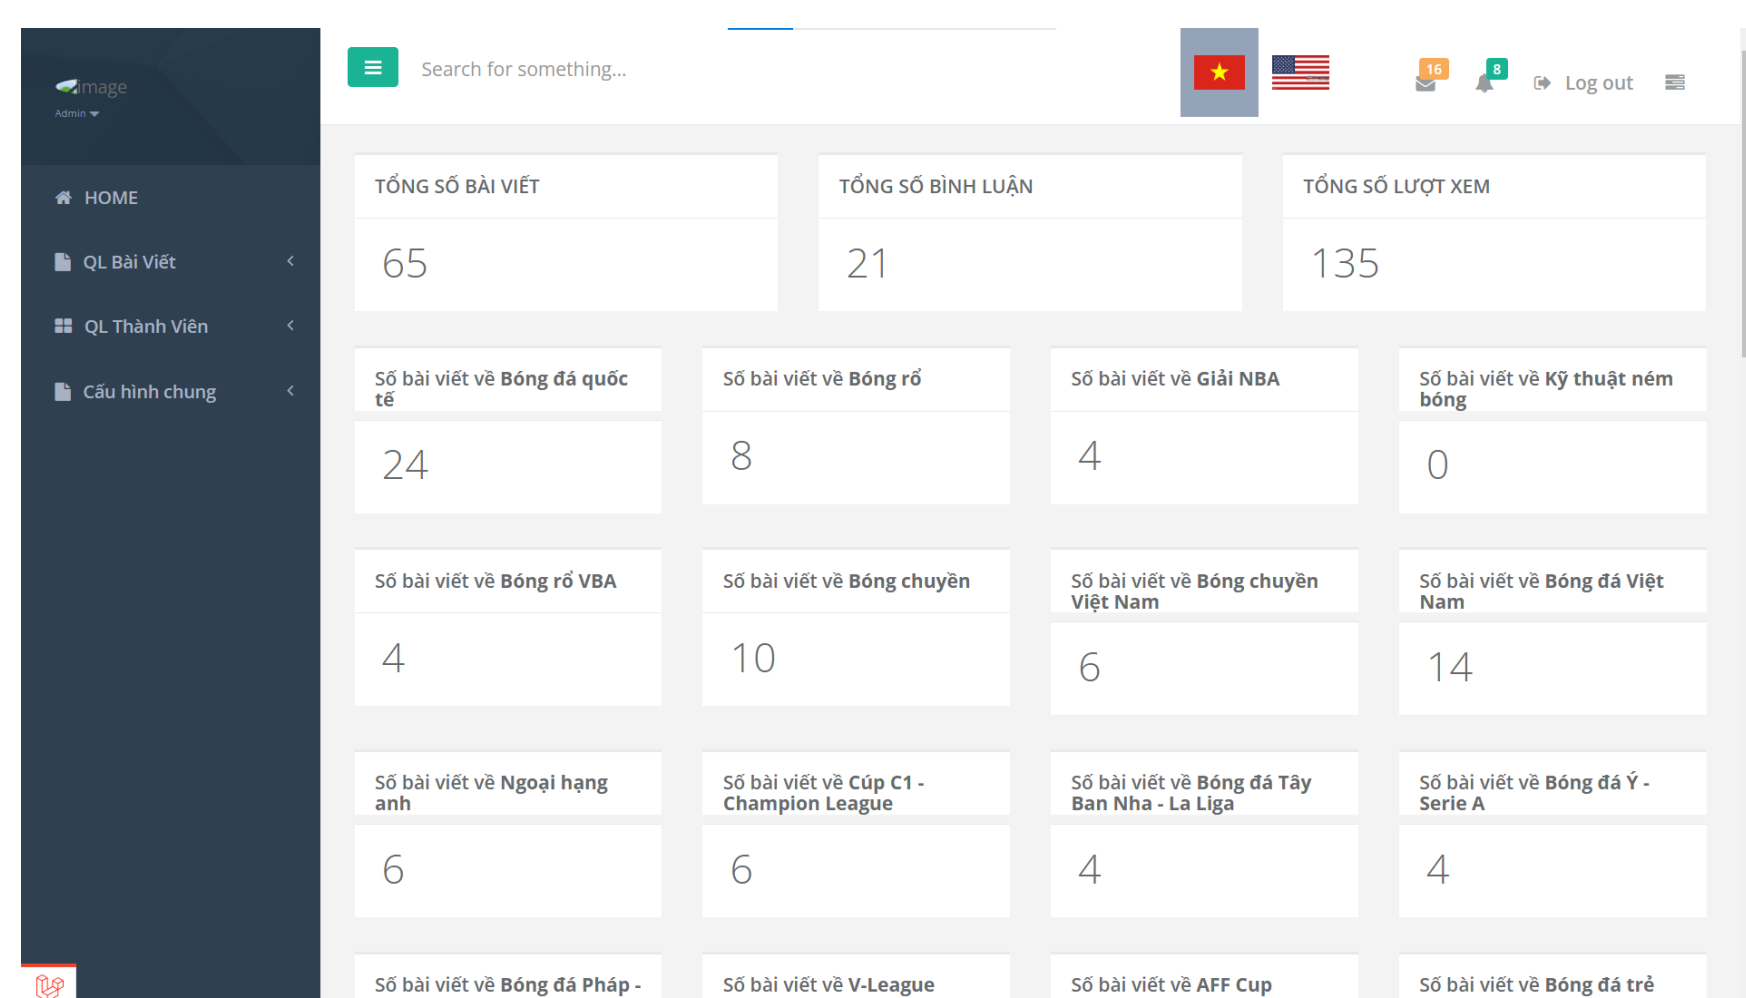 image
Admin
HOME
QL Bài Viết
QL Thành Viên
Cấu hình chung
Search for something...
16
8
Log out
TỔNG SỐ BÀI VIẾT
65
TỔNG SỐ BÌNH LUẬN
21
TỔNG SỐ LƯỢT XEM
135
Số bài viết về Bóng đá quốc
tế
24
Số bài viết về Bóng rổ
8
Số bài viết về Giải NBA
4
Số bài viết về Kỹ thuật ném
bóng
0
Số bài viết về Bóng rổ VBA
4
Số bài viết về Bóng chuyền
10
Số bài viết về Bóng chuyền
Việt Nam
6
Số bài viết về Bóng đá Việt
Nam
14
Số bài viết về Ngoại hạng
anh
6
Số bài viết về Cúp C1 -
Champion League
6
Số bài viết về Bóng đá Tây
Ban Nha - La Liga
4
Số bài viết về Bóng đá Ý -
Serie A
4
Số bài viết về Bóng đá Pháp -
Số bài viết về V-League
Số bài viết về AFF Cup
Số bài viết về Bóng đá trẻ